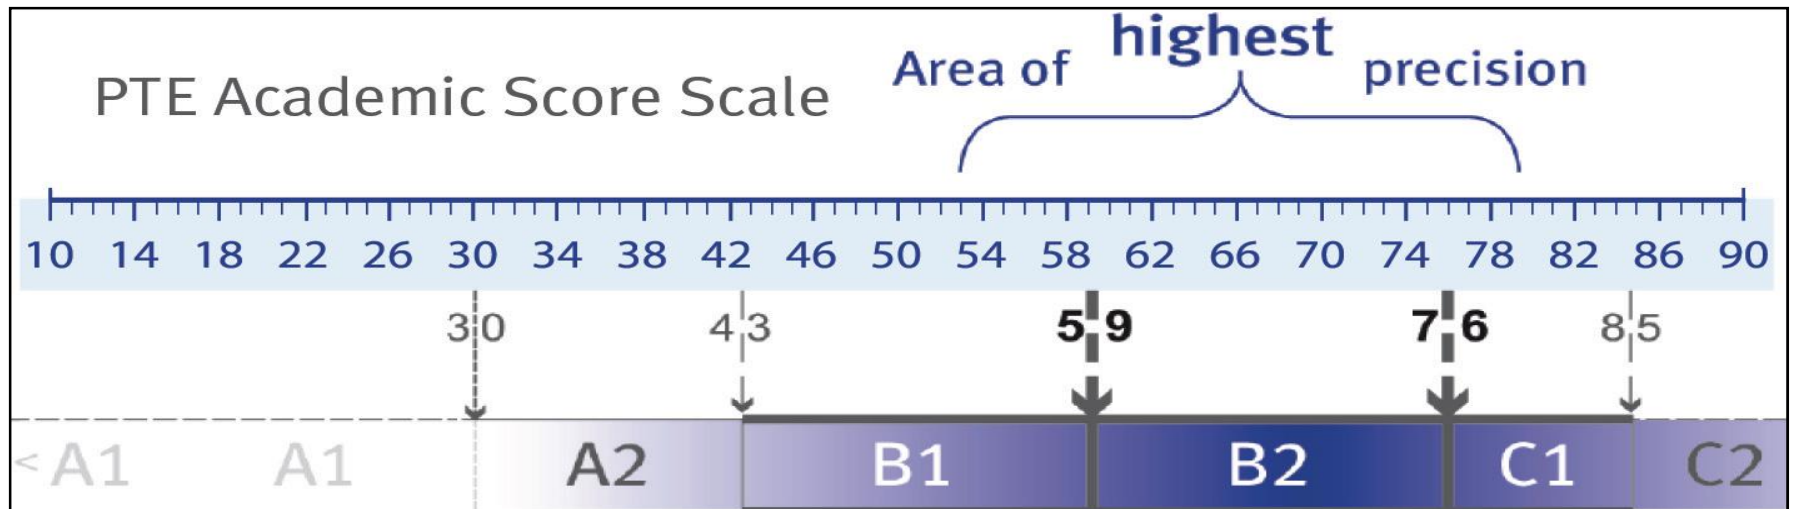 Area of highest precision
PTE Academic Score Scale
10 14 18 22 26 30 34 38 42 46 50 54 58 62 66 70 74 78 82 86 90
30 43 59 76 85
< A1 A1 A2 B1 B2 C1 C2